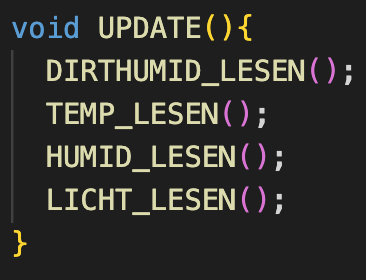 void UPDATE(){
DIRTHUMID_LESEN();
TEMP_LESEN();
HUMID_LESEN();
LICHT_LESEN();
}